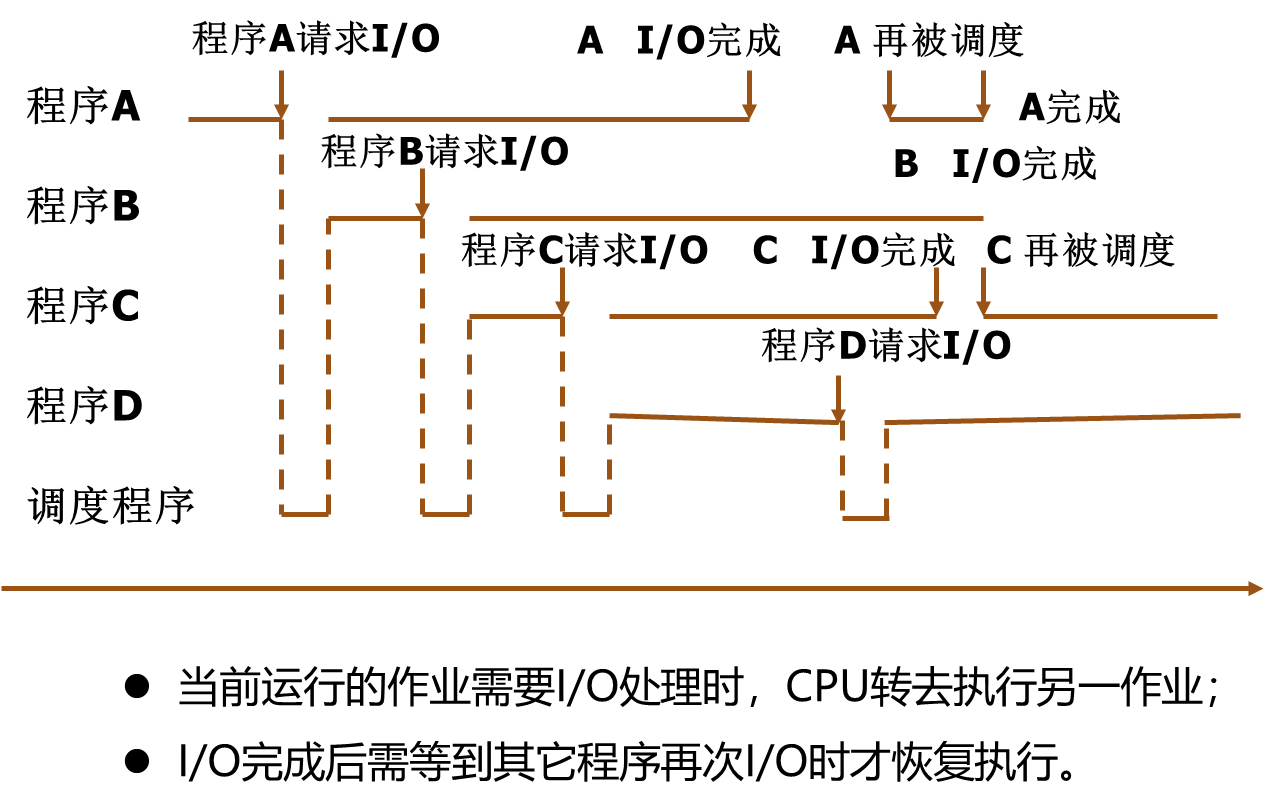 程序A请求I/O
A I/O完成
A 再被调度
程序A
A完成
程序B请求I/O
B I/O完成
程序B
程序C请求I/O
C I/O完成
C 再被调度
程序C
程序D请求I/O
程序D
调度程序
● 当前运行的作业需要I/O处理时，CPU转去执行另一作业；
● I/O完成后需等到其它程序再次I/O时才恢复执行。